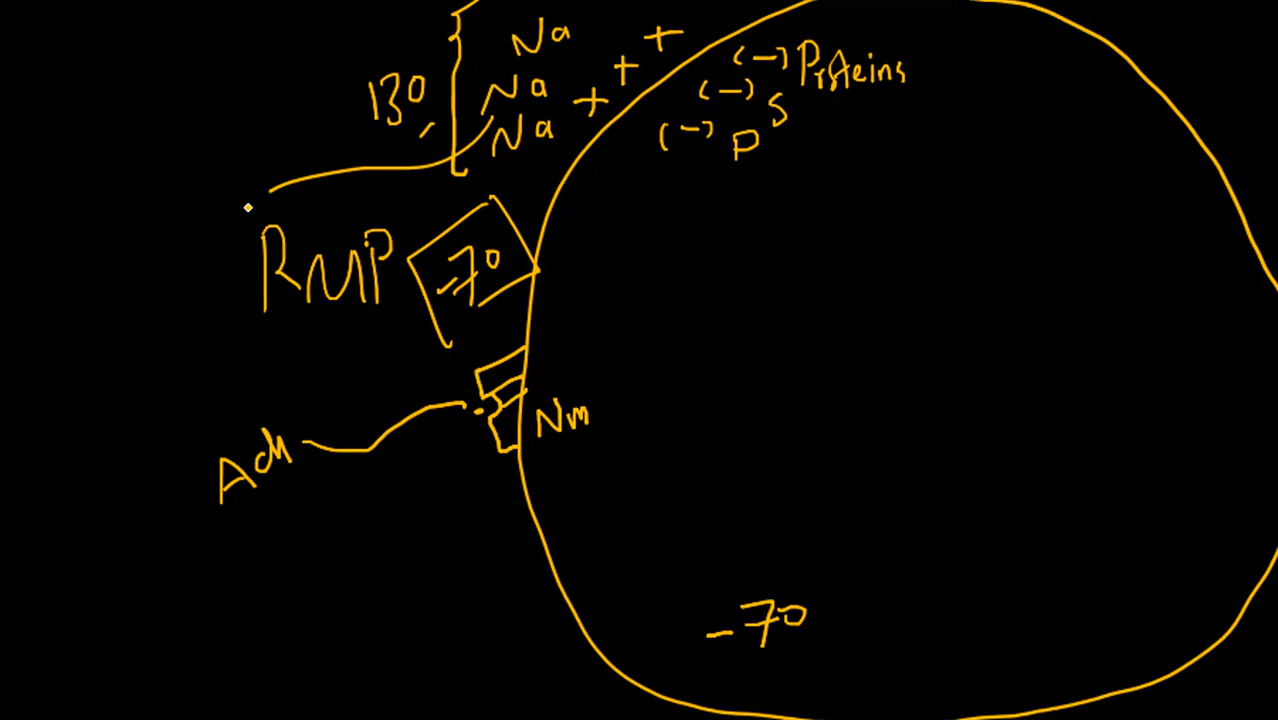 Na
130 Na + + +
Na
(-) Proteins
(-) S
(-) P
RMP -70
Nm
Ach
-70